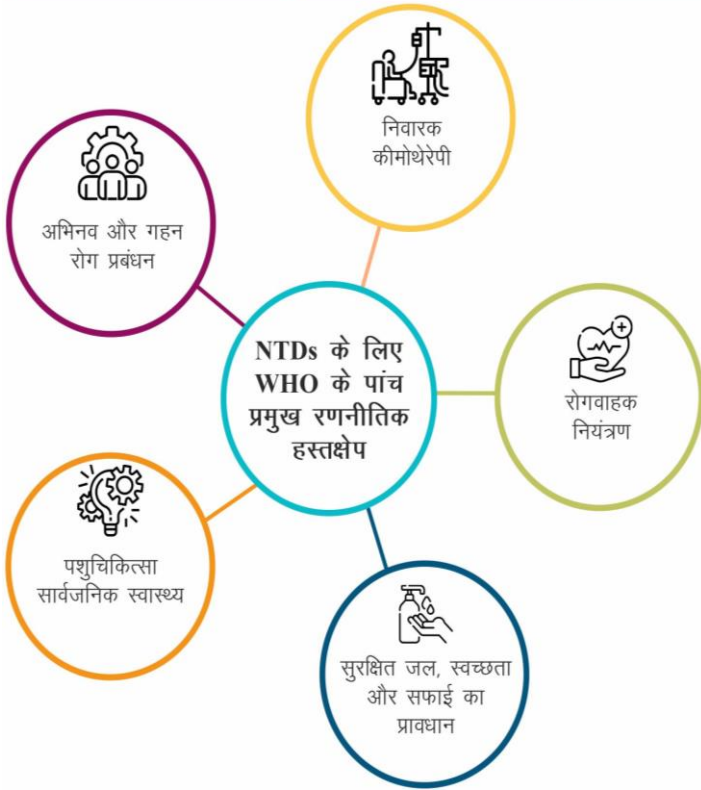 निवारक
कीमोथेरेपी
अभिनव और गहन
रोग प्रबंधन
NTDs के लिए
WHO के पांच
प्रमुख रणनीतिक
हस्तक्षेप
रोगवाहक
नियंत्रण
पशुचिकित्सा
सार्वजनिक स्वास्थ्य
सुरक्षित जल, स्वच्छता
और सफाई का
प्रावधान